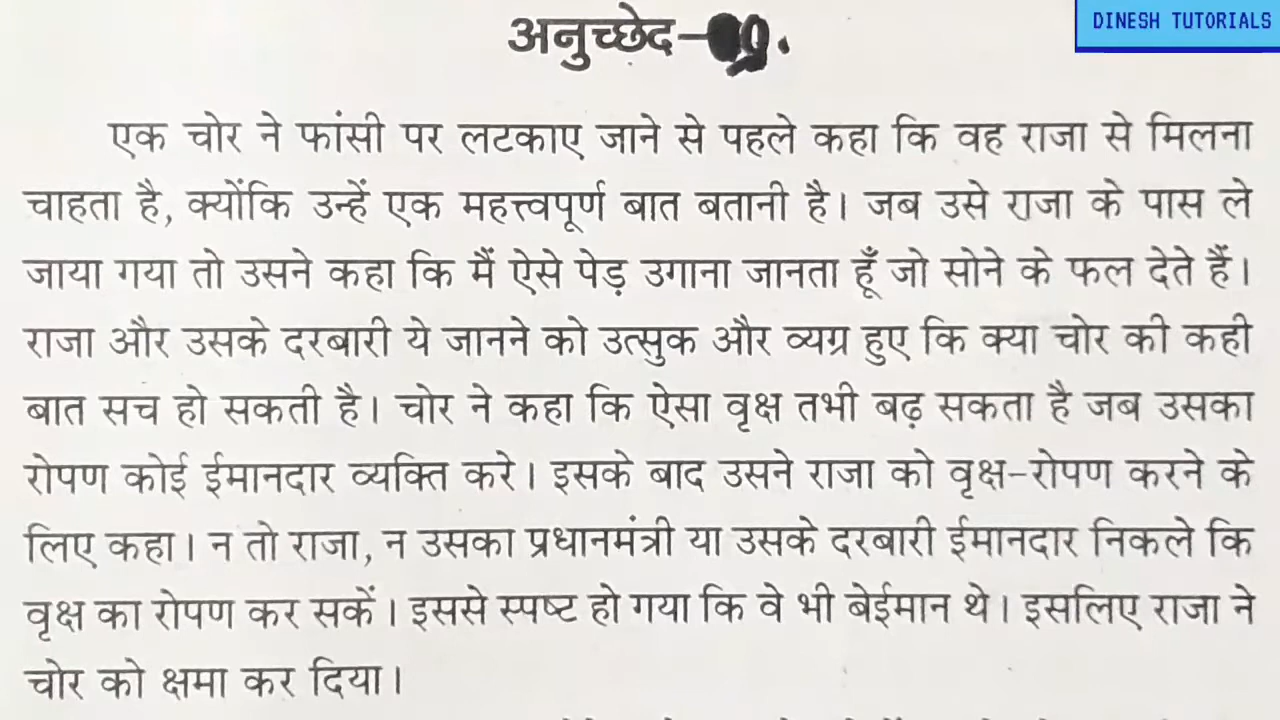 DINESH TUTORIALS
अनुच्छेद-
एक चोर ने फांसी पर लटकाए जाने से पहले कहा कि वह राजा से मिलना
चाहता है, क्योंकि उन्हें एक महत्त्वपूर्ण बात बतानी है। जब उसे राजा के पास ले
जाया गया तो उसने कहा कि मैं ऐसे पेड़ उगाना जानता हूँ जो सोने के फल देते हैं।
राजा और उसके दरबारी ये जानने को उत्सुक और व्यग्र हुए कि क्या चोर की कही
बात सच हो सकती है। चोर ने कहा कि ऐसा वृक्ष तभी बढ़ सकता है जब उसका
रोपण कोई ईमानदार व्यक्ति करे। इसके बाद उसने राजा को वृक्ष-रोपण करने के
लिए कहा। न तो राजा, न उसका प्रधानमंत्री या उसके दरबारी ईमानदार निकले कि
वृक्ष का रोपण कर सकें। इससे स्पष्ट हो गया कि वे भी बेईमान थे। इसलिए राजा ने
चोर को क्षमा कर दिया।